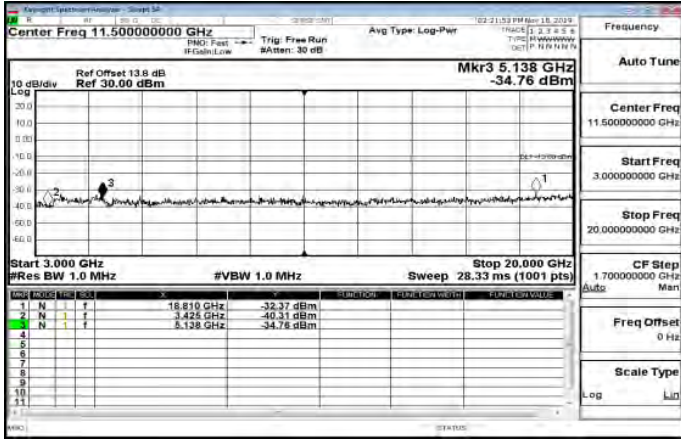 Keysight Spectrum Analyzer - Swept SA
Center Freq 11.500000000 GHz
PNO: Fast
IFGain:Low
Trig: Free Run
#Atten: 30 dB
Avg Type: Log-Pwr
02:21:53 PM Nov 18, 2019
TRACE 1 2 3 4 5 6
TYPE
DET P N N N N N
Frequency
Auto Tune
Center Freq
11.500000000 GHz
Start Freq
3.000000000 GHz
Stop Freq
20.000000000 GHz
CF Step
1.700000000 GHz
Auto Man
Freq Offset
0 Hz
Scale Type
Log Lin
Ref Offset 13.8 dB
Ref 30.00 dBm
10 dB/div
Log
Mkr3 5.138 GHz
-34.76 dBm
20.0
10.0
0.00
-10.0
-30.0
-40.0
-50.0
-60.0
2
3
1
Start 3.000 GHz
Stop 20.000 GHz
#Res BW 1.0 MHz
#VBW 1.0 MHz
Sweep 28.33 ms (1001 pts)
MKR MODE TRC SCL X Y FUNCTION FUNCTION WIDTH FUNCTION VALUE
1 N 1 f 18.810 GHz -32.37 dBm
2 N 1 f 3.425 GHz -40.31 dBm
3 N 1 f 5.138 GHz -34.76 dBm
4
5
6
7
8
9
10
11
MSG
STATUS